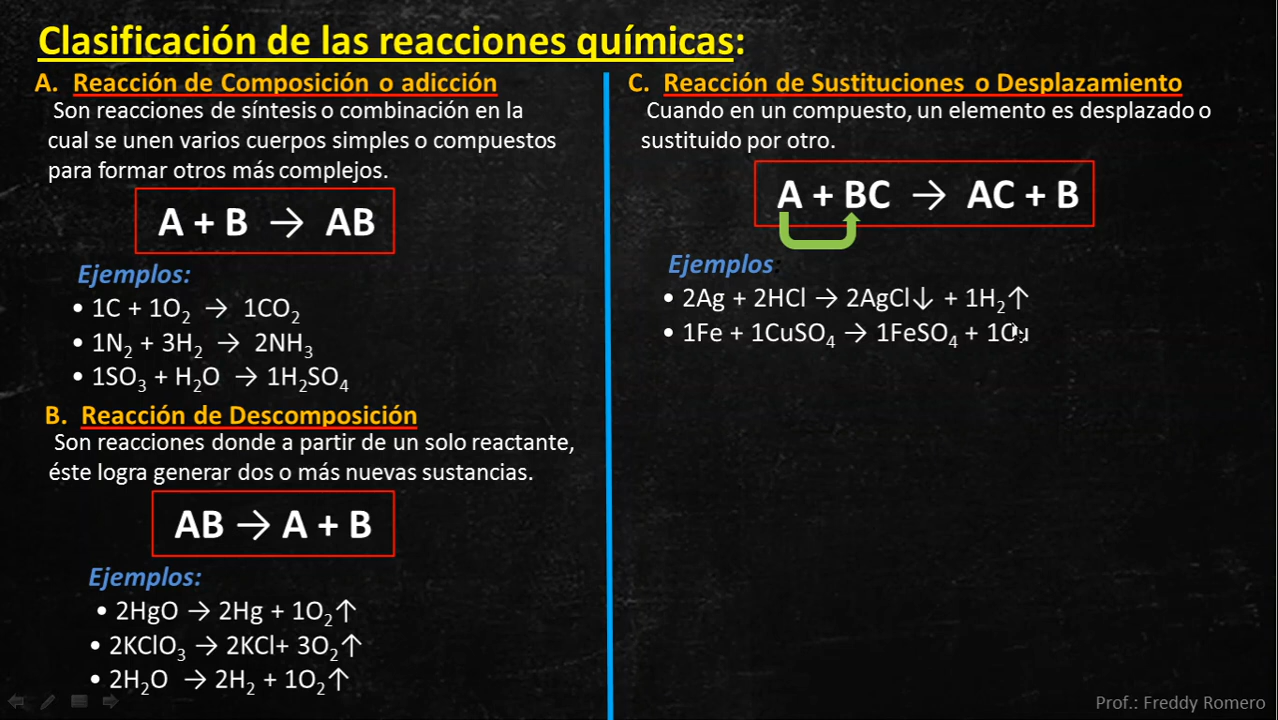 Clasificación de las reacciones químicas:
A. Reacción de Composición o adicción
Son reacciones de síntesis o combinación en la
cual se unen varios cuerpos simples o compuestos
para formar otros más complejos.
A + B → AB
Ejemplos:
• 1C + 1O₂ → 1CO₂
• 1N₂ + 3H₂ → 2NH₃
• 1SO₃ + H₂O → 1H₂SO₄
B. Reacción de Descomposición
Son reacciones donde a partir de un solo reactante,
éste logra generar dos o más nuevas sustancias.
AB → A + B
Ejemplos:
• 2HgO → 2Hg + 1O₂↑
• 2KClO₃ → 2KCl+ 3O₂↑
• 2H₂O → 2H₂ + 1O₂↑
C. Reacción de Sustituciones o Desplazamiento
Cuando en un compuesto, un elemento es desplazado o
sustituido por otro.
A + BC → AC + B
Ejemplos:
• 2Ag + 2HCl → 2AgCl↓ + 1H₂↑
• 1Fe + 1CuSO₄ → 1FeSO₄ + 1Cu
Prof.: Freddy Romero